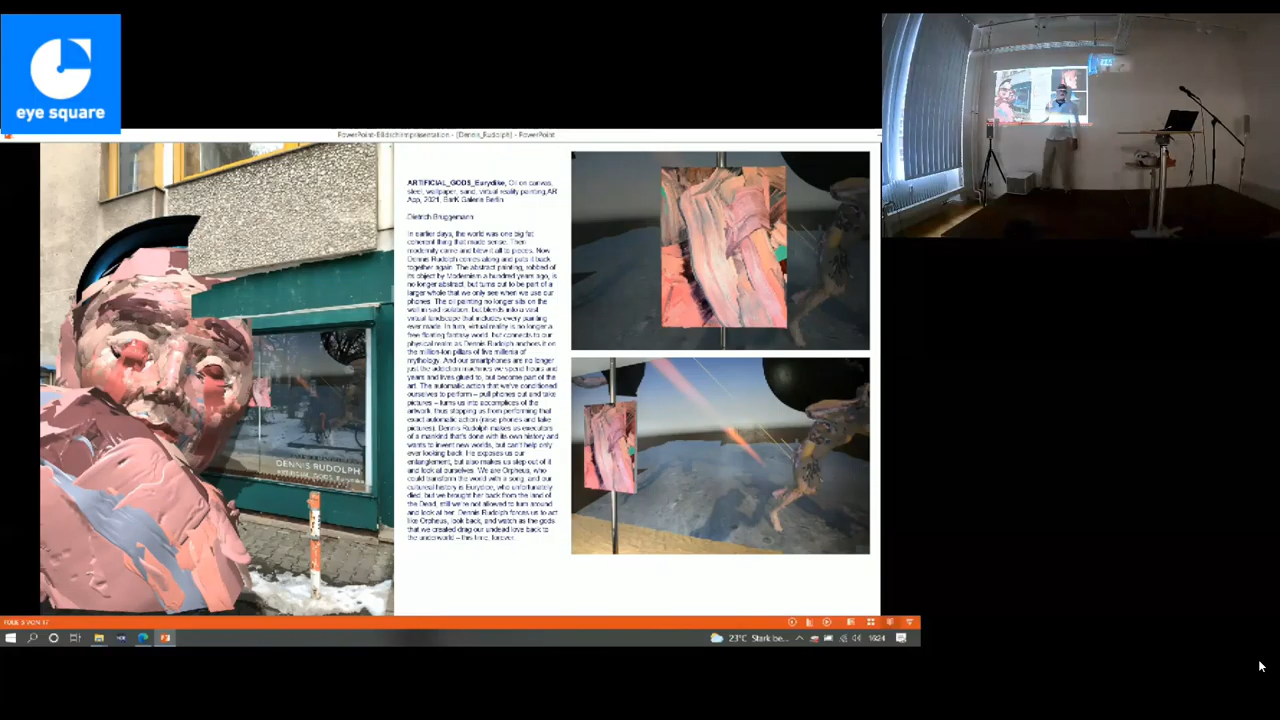 eye square
PowerPoint-Bildschirmpräsentation - [Dennis_Rudolph] - PowerPoint
ARTIFICIAL_GODS_Eurydike, Oil on canvas,
steel, wallpaper, sand, virtual reality painting,AR
App, 2021, BarK Galerie Berlin
Dietrich Bruggemann
In earlier days, the world was one big fat
coherent thing that made sense. Then
modernity came and blew it all to pieces. Now
Dennis Rudolph comes along and puts it back
together again. The abstract painting, robbed of
its object by Modernism a hundred years ago, is
no longer abstract, but turns out to be part of a
larger whole that we only see when we use our
phones. The oil painting no longer sits on the
wall in sad isolation, but blends into a vast
virtual landscape that includes every painting
ever made. In turn, virtual reality is no longer a
free floating fantasy world, but connects to our
physical realm as Dennis Rudolph anchors it on
the million-ton pillars of five millenia of
mythology. And our smartphones are no longer
just the addiction machines we spend hours and
years and lives glued to, but become part of the
art. The automatic action that we've conditioned
ourselves to perform – pull phones out and take
pictures – turns us into accomplices of the
artwork, thus stopping us from performing that
exact automatic action (raise phones and take
pictures). Dennis Rudolph makes us executors
of a mankind that's done with its own history and
wants to invent new worlds, but can't help only
ever looking back. He exposes us our
entanglement, but also makes us step out of it
and look at ourselves: We are Orpheus, who
could transform the world with a song, and our
cultural history is Eurydice, who unfortunately
died, but we brought her back from the land of
the Dead, still we're not allowed to turn around
and look at her. Dennis Rudolph forces us to act
like Orpheus, look back, and watch as the gods
that we created drag our undead love back to
the underworld – this time, forever.
DENNIS RUDOLPH
ARTIFICIAL GODS Eurydike
FOLIE 5 VON 17
23°C Stark be...